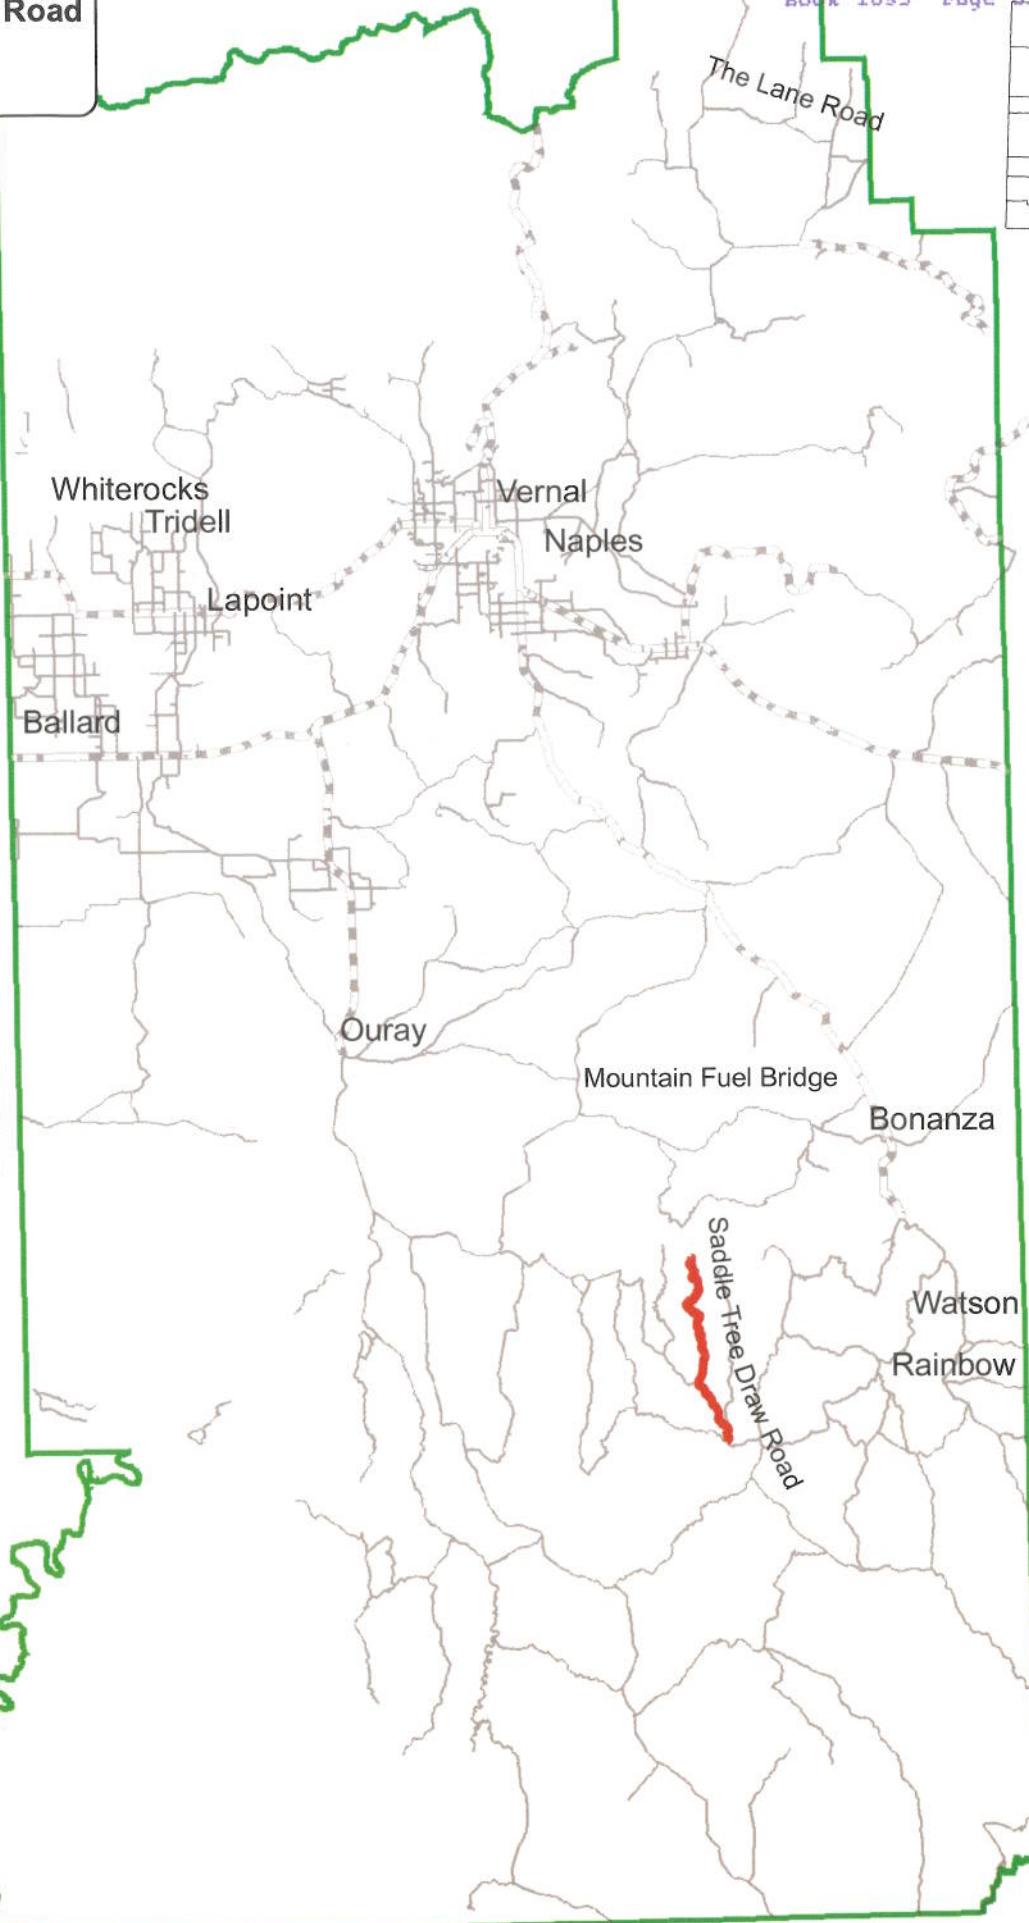 Road
The Lane Road
Whiterocks
Vernal
Tridell
Naples
Lapoint
Ballard
Ouray
Mountain Fuel Bridge
Bonanza
Saddle Tree Draw Road
Watson
Rainbow